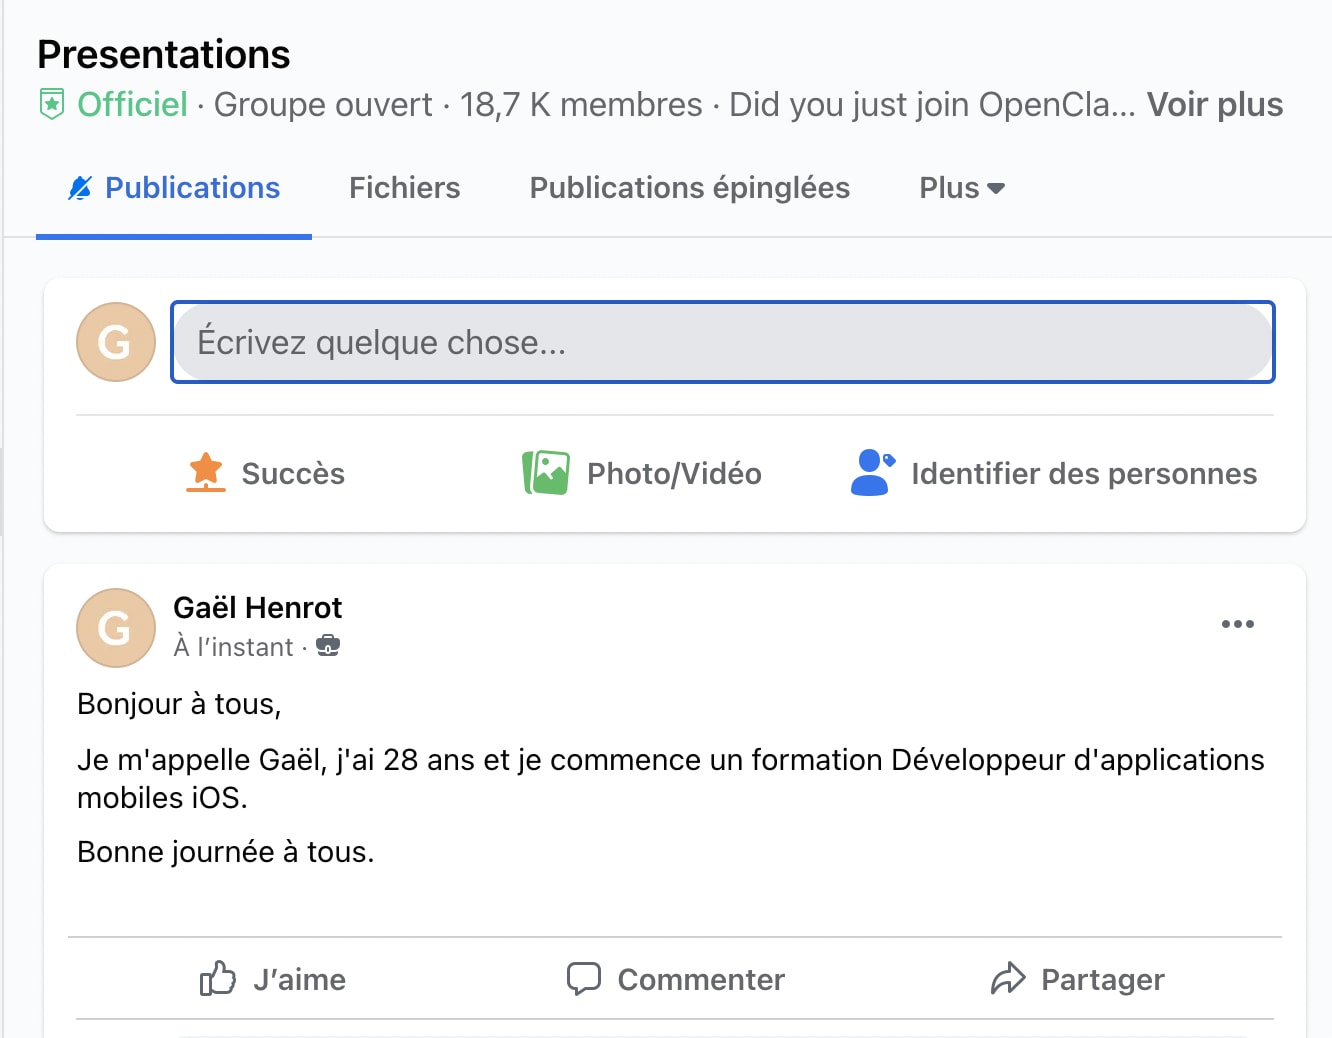 Presentations
Officiel · Groupe ouvert · 18,7 K membres · Did you just join OpenCla... Voir plus
Publications Fichiers Publications épinglées Plus
G Écrivez quelque chose...
Succès Photo/Vidéo Identifier des personnes
G Gaël Henrot
À l'instant ·
Bonjour à tous,
Je m'appelle Gaël, j'ai 28 ans et je commence un formation Développeur d'applications
mobiles iOS.
Bonne journée à tous.
J’aime Commenter Partager